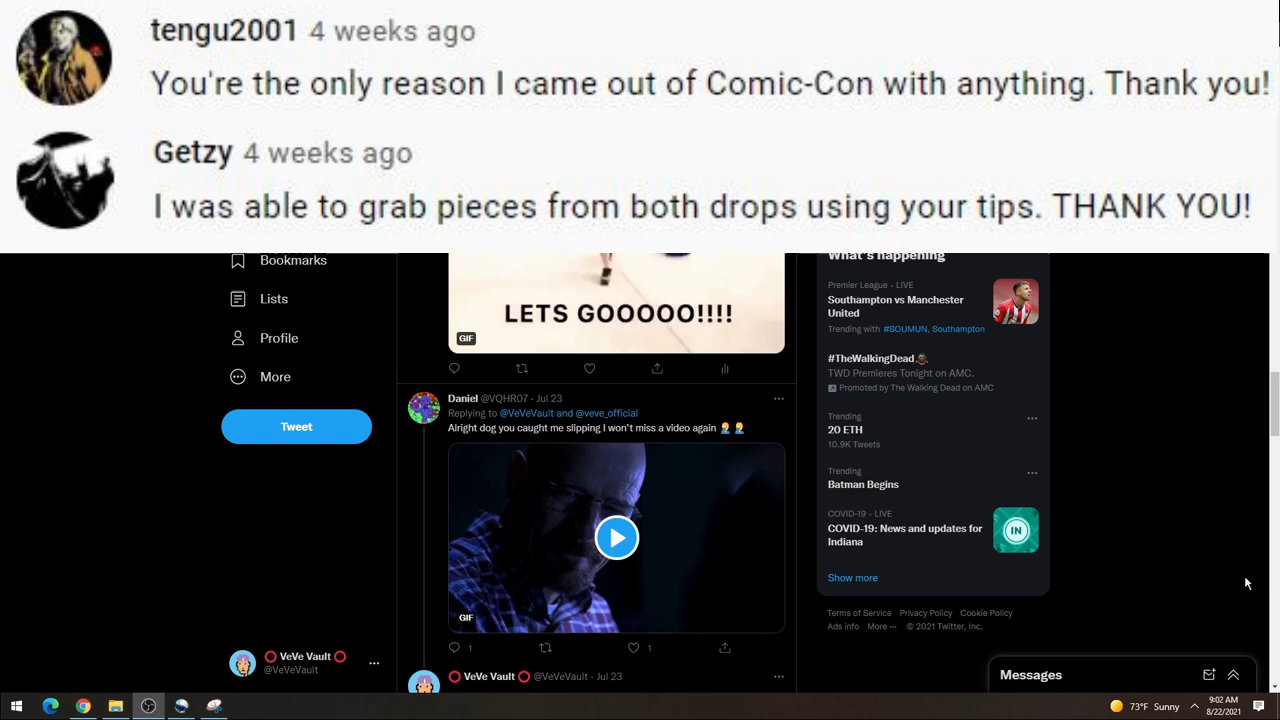 tengu2001 4 weeks ago
You're the only reason I came out of Comic-Con with anything. Thank you!
Getzy 4 weeks ago
I was able to grab pieces from both drops using your tips. THANK YOU!
Bookmarks
Lists
Profile
More
Tweet
⭕ VeVe Vault ⭕
@VeVeVault
LETS GOOOOO!!!!
GIF
Daniel @VQHR07 · Jul 23
Replying to @VeVeVault and @veve_official
Alright dog you caught me slipping I won't miss a video again 🤦‍♂️ 🤦‍♂️
GIF
1
1
⭕ VeVe Vault ⭕ @VeVeVault · Jul 23
What's happening
Premier League · LIVE
Southampton vs Manchester
United
Trending with #SOUMUN, Southampton
#TheWalkingDead
TWD Premieres Tonight on AMC.
Promoted by The Walking Dead on AMC
Trending
20 ETH
10.9K Tweets
Trending
Batman Begins
COVID-19 · LIVE
COVID-19: News and updates for
Indiana
IN
Show more
Terms of Service Privacy Policy Cookie Policy
Ads info More ··· © 2021 Twitter, Inc.
Messages
73°F Sunny
9:02 AM
8/22/2021